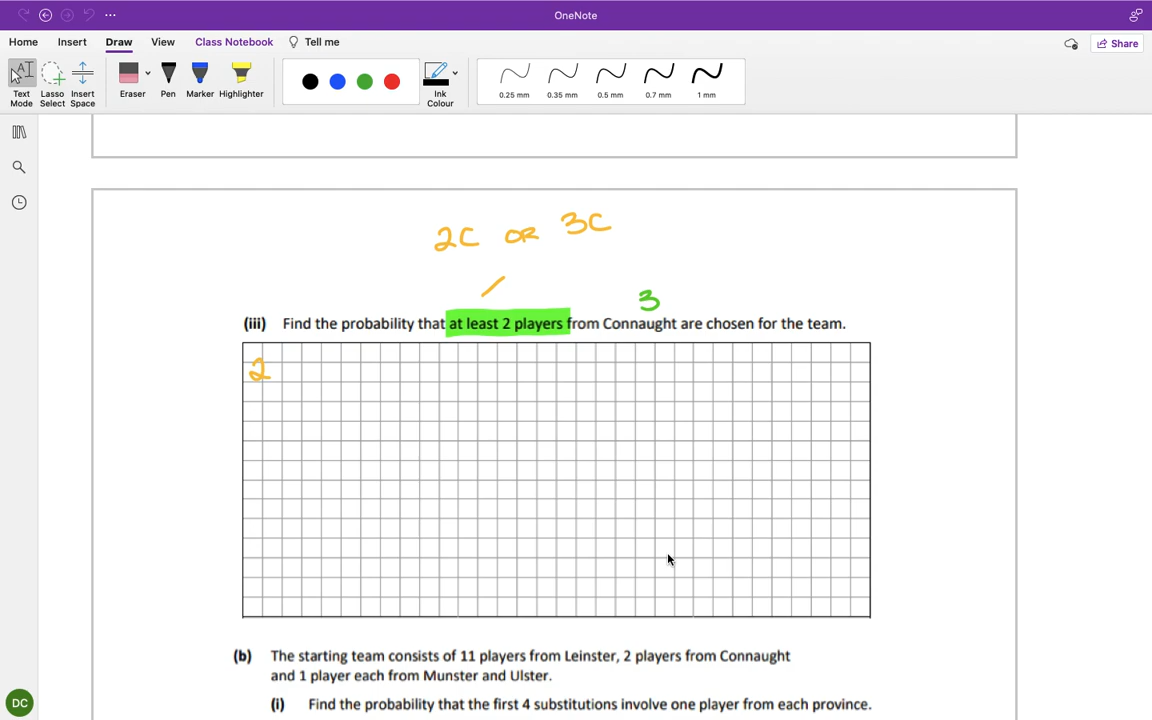 OneNote
Home Insert Draw View Class Notebook Tell me
Share
Text Mode
Lasso Select
Insert Space
Eraser
Pen
Marker
Highlighter
Ink Colour
0.25 mm 0.35 mm 0.5 mm 0.7 mm 1 mm
2C OR 3C
3
(iii) Find the probability that at least 2 players from Connaught are chosen for the team.
2
(b) The starting team consists of 11 players from Leinster, 2 players from Connaught
and 1 player each from Munster and Ulster.
(i) Find the probability that the first 4 substitutions involve one player from each province.
DC